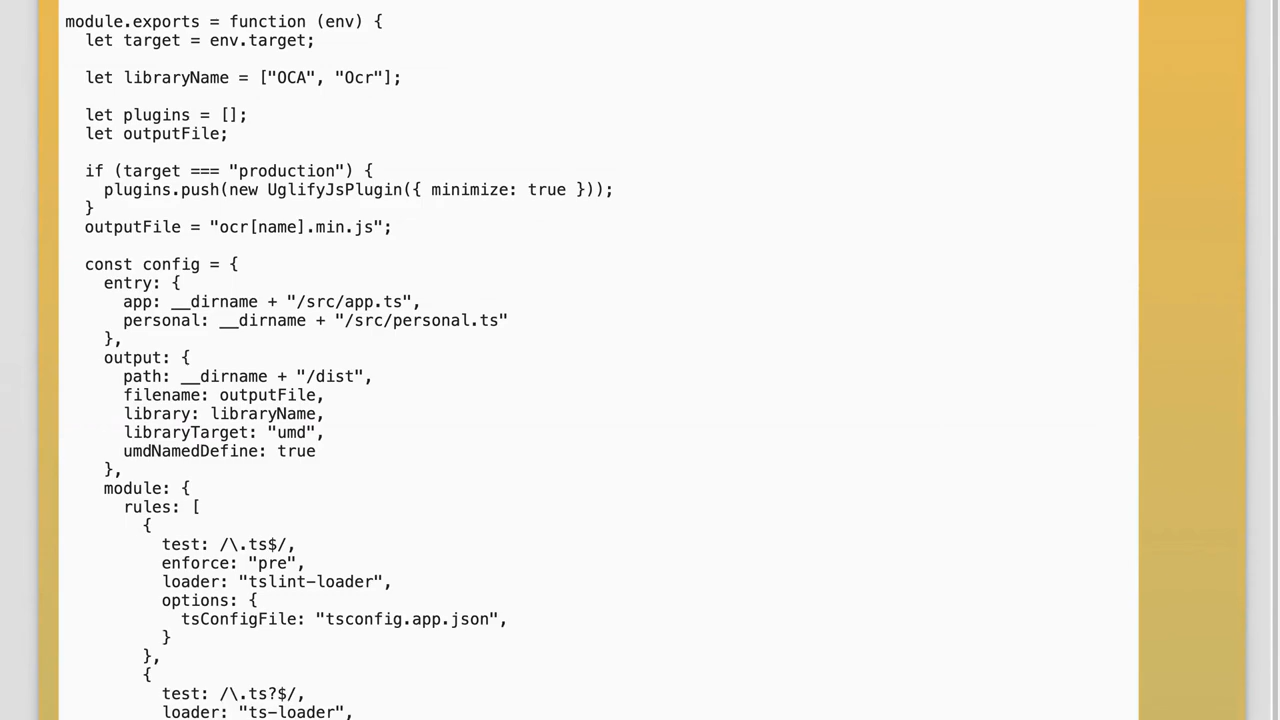 module.exports = function (env) {
  let target = env.target;

  let libraryName = ["OCA", "Ocr"];

  let plugins = [];
  let outputFile;

  if (target === "production") {
    plugins.push(new UglifyJsPlugin({ minimize: true }));
  }
  outputFile = "ocr[name].min.js";

  const config = {
    entry: {
      app: __dirname + "/src/app.ts",
      personal: __dirname + "/src/personal.ts"
    },
    output: {
      path: __dirname + "/dist",
      filename: outputFile,
      library: libraryName,
      libraryTarget: "umd",
      umdNamedDefine: true
    },
    module: {
      rules: [
        {
          test: /\.ts$/,
          enforce: "pre",
          loader: "tslint-loader",
          options: {
            tsConfigFile: "tsconfig.app.json",
          }
        },
        {
          test: /\.ts?$/,
          loader: "ts-loader",